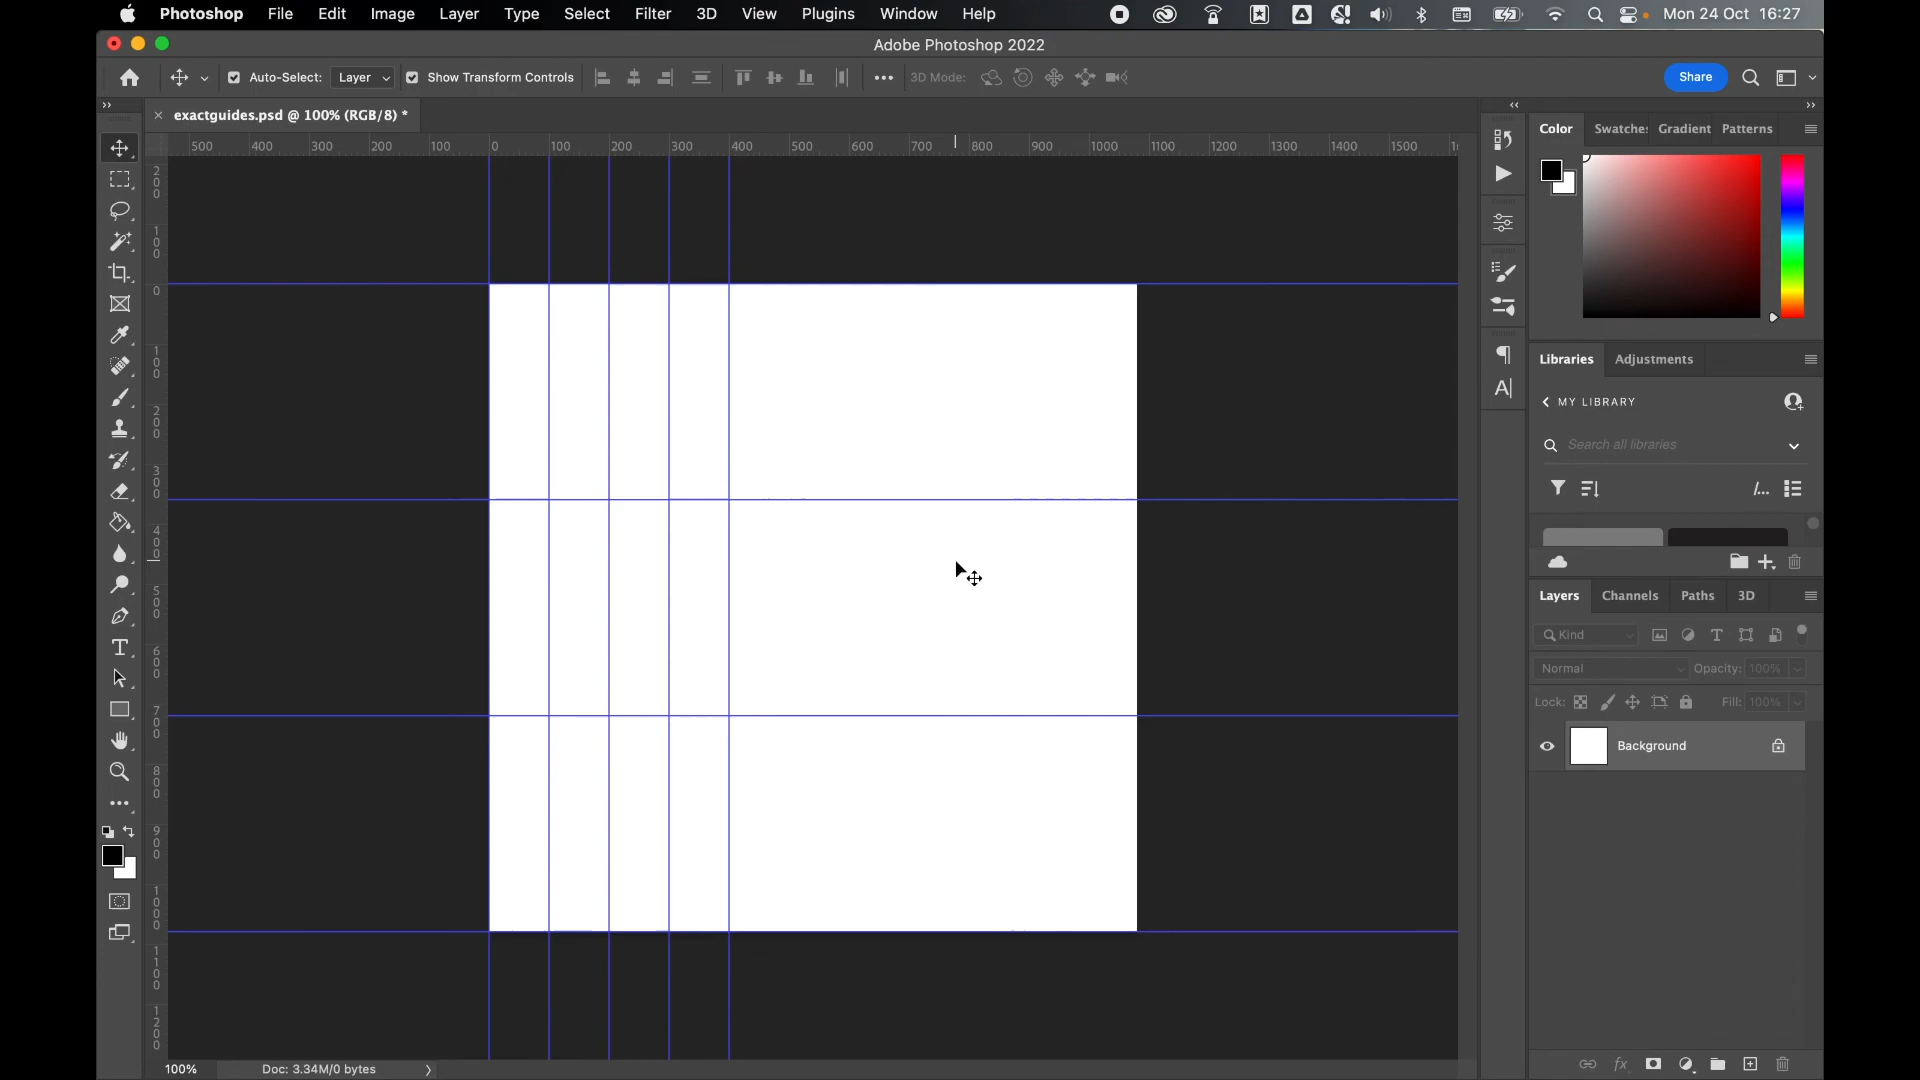 Photoshop File Edit Image Layer Type Select Filter 3D View Plugins Window Help Mon 24 Oct 16:27
Adobe Photoshop 2022
Auto-Select: Layer Show Transform Controls 3D Mode: Share
exactguides.psd @ 100% (RGB/8) *
500 400 300 200 100 0 100 200 300 400 500 600 700 800 900 1000 1100 1200 1300 1400 1500
200
100
0
100
200
300
400
500
600
700
800
900
1000
1100
1200
Color Swatches Gradient Patterns
Libraries Adjustments
MY LIBRARY
Search all libraries
Layers Channels Paths 3D
Kind
Normal Opacity: 100%
Lock: Fill: 100%
Background
fx
100% Doc: 3.34M/0 bytes